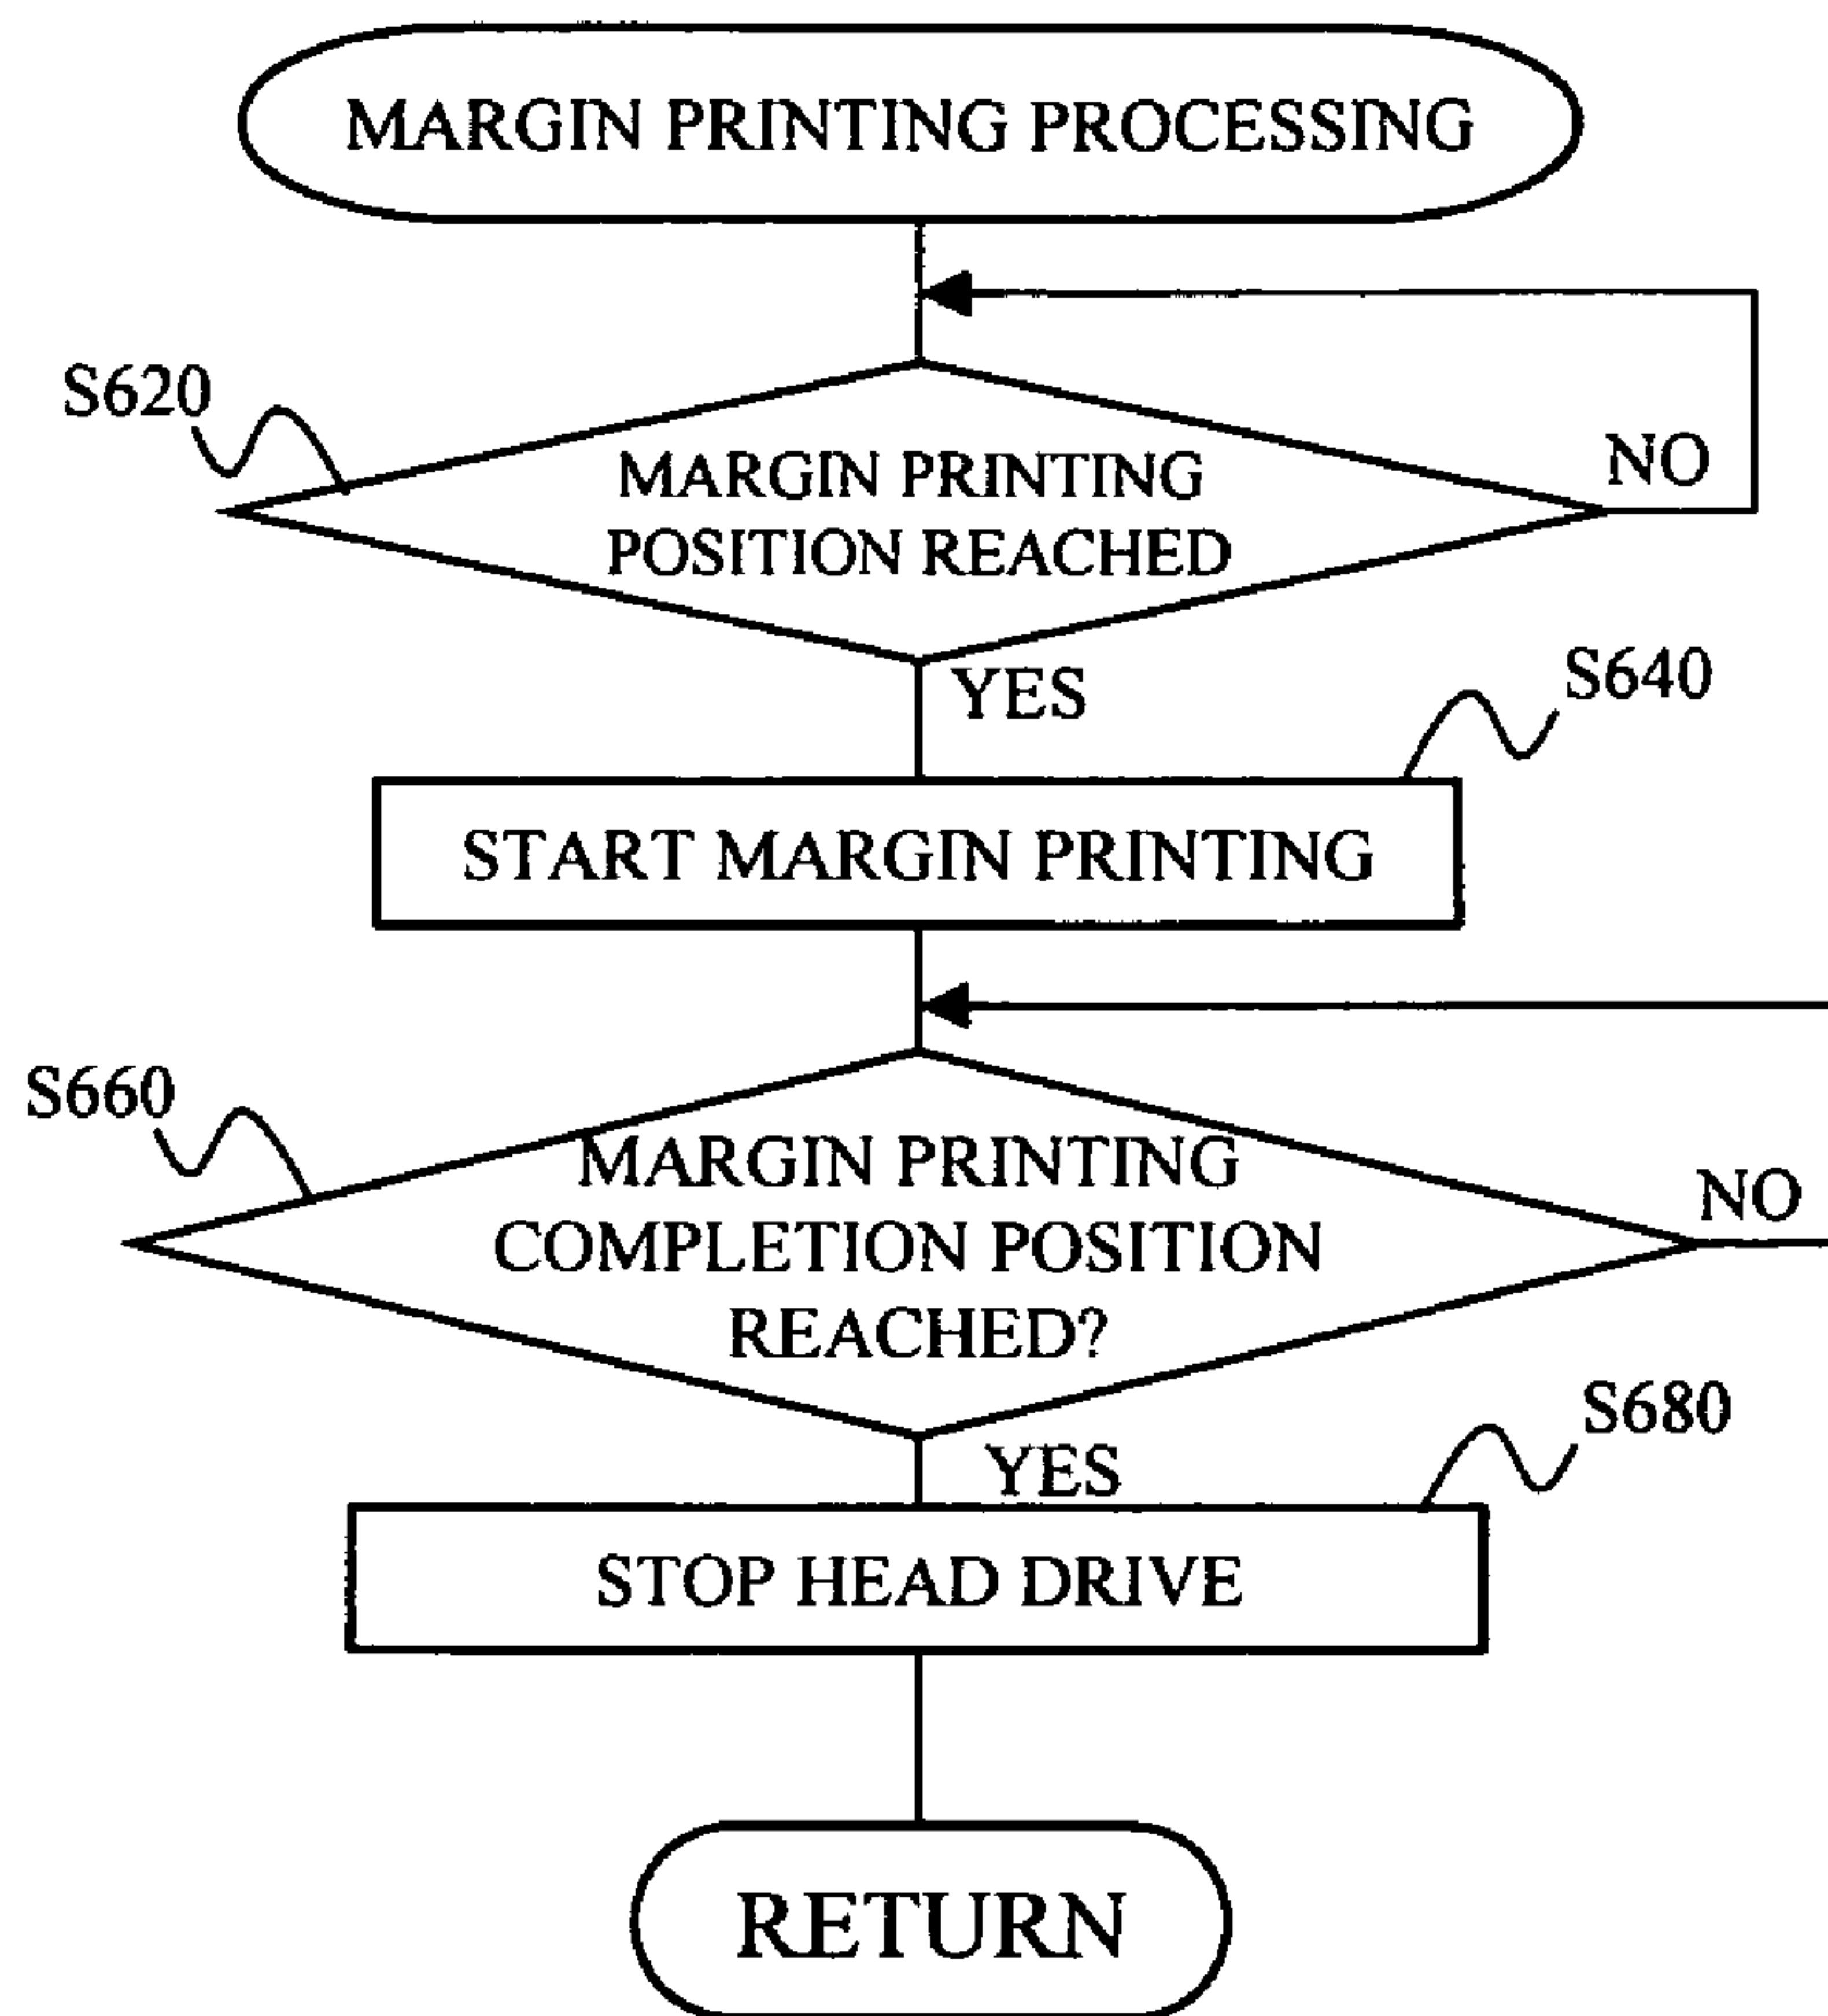 MARGIN PRINTING PROCESSING
S620
MARGIN PRINTING
POSITION REACHED
NO
YES
S640
START MARGIN PRINTING
S660
MARGIN PRINTING
COMPLETION POSITION
REACHED?
NO
YES
S680
STOP HEAD DRIVE
RETURN